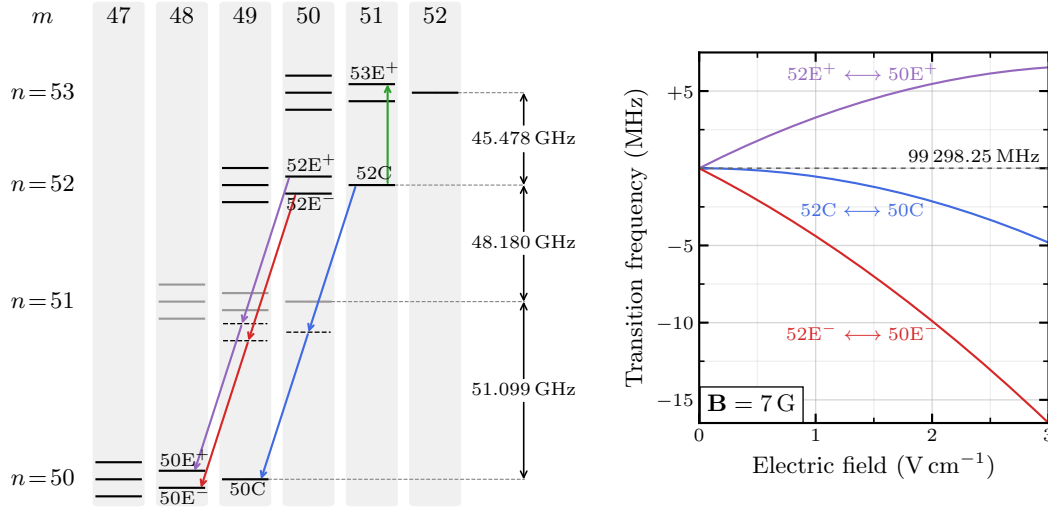 m 47 48 49 50 51 52
n=53
53E⁺
45.478 GHz
n=52
52E⁺
52C
52E⁻
48.180 GHz
n=51
51.099 GHz
n=50
50E⁺
50E⁻
50C
Transition frequency (MHz)
+5
0
−5
−10
−15
52E⁺ ⟷ 50E⁺
99 298.25 MHz
52C ⟷ 50C
52E⁻ ⟷ 50E⁻
B = 7 G
0 1 2 3
Electric field (V cm⁻¹)